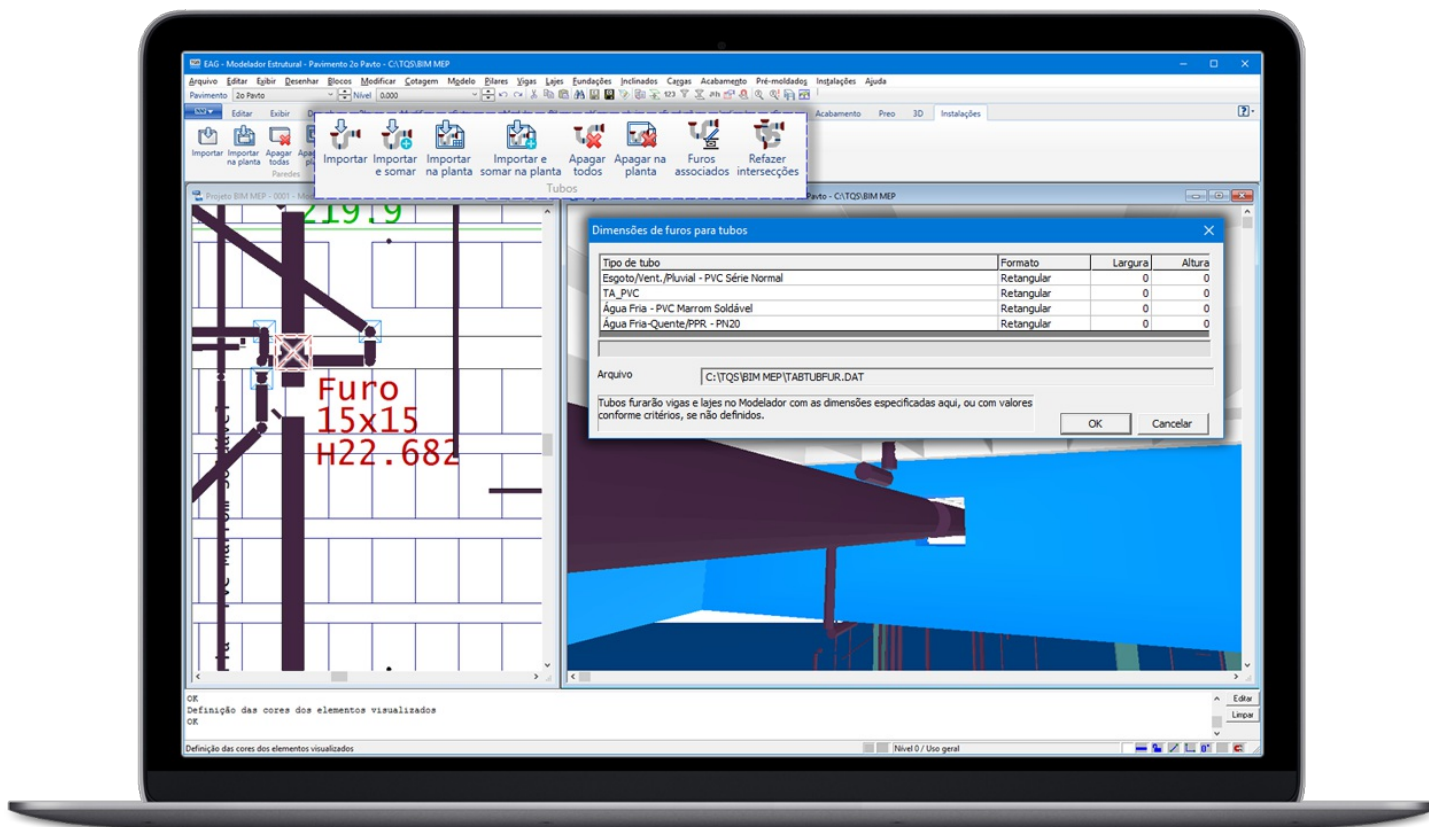 EAG - Modelador Estrutural - Pavimento 2o Pavto - C:\TQS\BIM MEP
Arquivo Editar Exibir Desenhar Blocos Modificar Cotagem Modelo Pilares Vigas Lajes Fundações Inclinados Cargas Acabamento Pré-moldados Instalações Ajuda
Pavimento 2o Pavto Nível 0.000
Editar Exibir Acabamento Preo 3D Instalações
Importar Importar na planta Apagar todas
Paredes
Importar Importar e somar Importar na planta Importar e somar na planta Apagar todos Apagar na planta Furos associados Refazer intersecções
Tubos
Projeto BIM MEP - 0001
Pavto - C:\TQS\BIM MEP
219.9
Furo
15x15
H22.682
Dimensões de furos para tubos
Tipo de tubo Formato Largura Altura
Esgoto/Vent./Pluvial - PVC Série Normal Retangular 0 0
TA_PVC Retangular 0 0
Água Fria - PVC Marrom Soldável Retangular 0 0
Água Fria-Quente/PPR - PN20 Retangular 0 0
Arquivo C:\TQS\BIM MEP\TABTUBFUR.DAT
Tubos furarão vigas e lajes no Modelador com as dimensões especificadas aqui, ou com valores
conforme critérios, se não definidos.
OK Cancelar
OK
Definição das cores dos elementos visualizados
OK
Editar
Limpar
Definição das cores dos elementos visualizados
Nível 0 / Uso geral